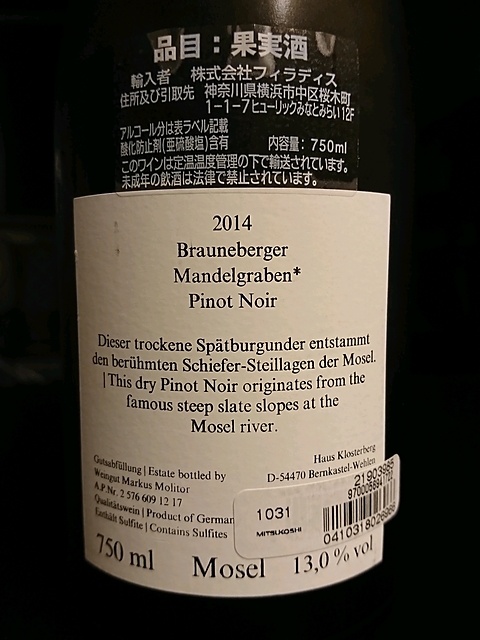 品目：果実酒
輸入者 株式会社フィラディス
住所及び引取先 神奈川県横浜市中区桜木町
1-1-7ヒューリックみなとみらい12F
アルコール分は表ラベル記載
酸化防止剤(亜硫酸塩)含有 内容量：750ml
このワインは定温温度管理の下で輸送されています。
未成年の飲酒は法律で禁止されています。
2014
Brauneberger
Mandelgraben*
Pinot Noir
Dieser trockene Spätburgunder entstammt
den berühmten Schiefer-Steillagen der Mosel.
|This dry Pinot Noir originates from the
famous steep slate slopes at the
Mosel river.
Gutsabfüllung | Estate bottled by
Weingut Markus Molitor
A.P.Nr. 2 576 609 12 17
Qualitätswein | Product of German
Enthält Sulfite | Contains Sulfites
Haus Klosterberg
D-54470 Bernkastel-Wehlen
21903985
1031
MITSUKOSHI
750 ml Mosel 13,0 % vol